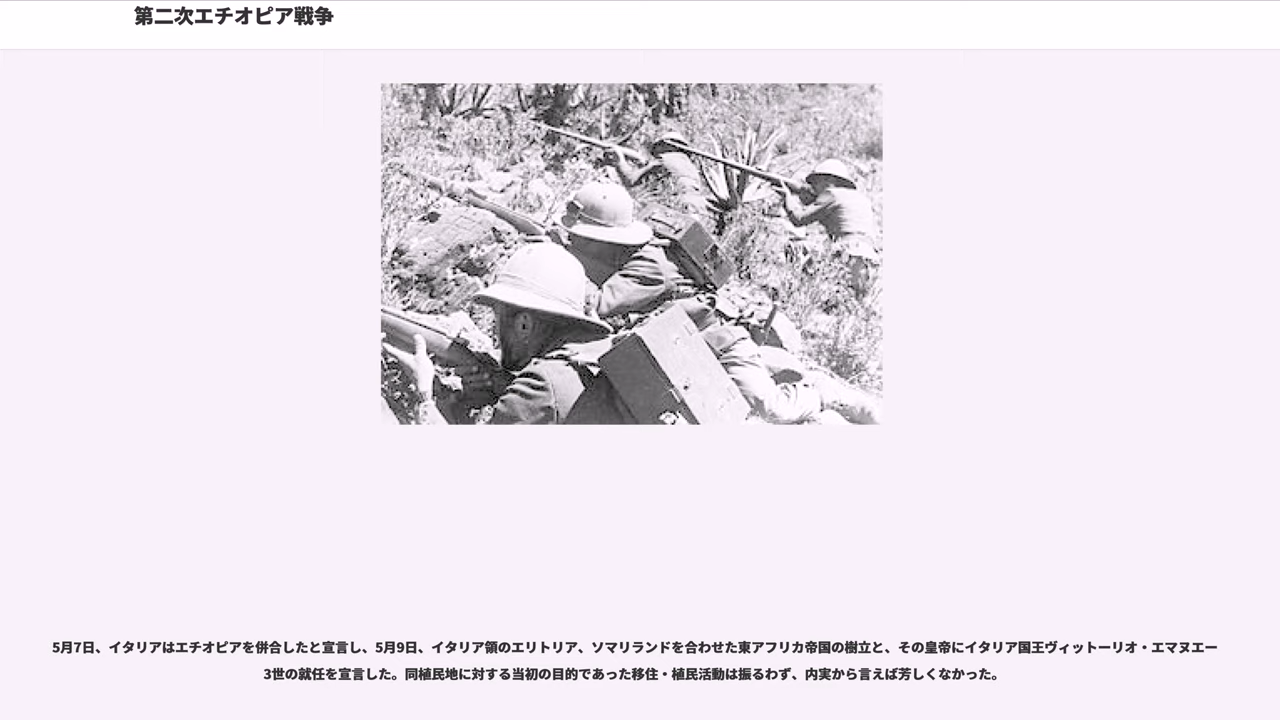 第二次エチオピア戦争
5月7日、イタリアはエチオピアを併合したと宣言し、5月9日、イタリア領のエリトリア、ソマリランドを合わせた東アフリカ帝国の樹立と、その皇帝にイタリア国王ヴィットーリオ・エマヌエー
3世の就任を宣言した。同植民地に対する当初の目的であった移住・植民活動は振るわず、内実から言えば芳しくなかった。